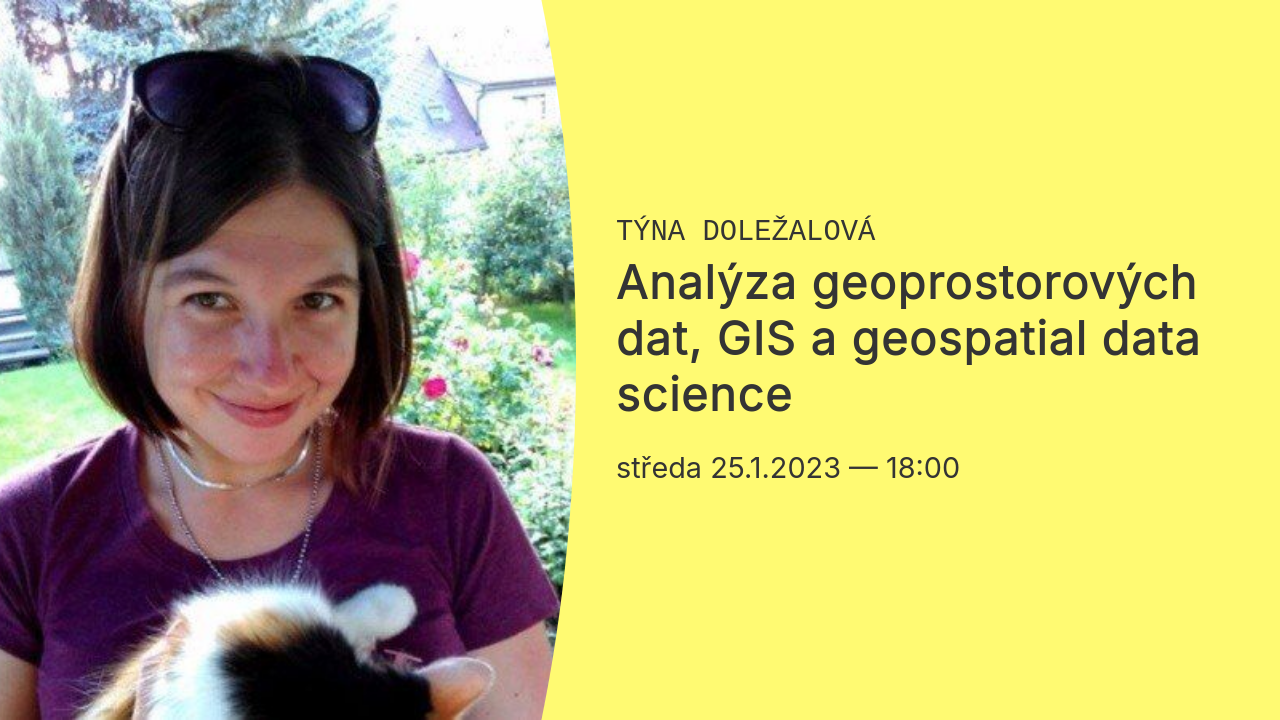 TÝNA DOLEŽALOVÁ
Analýza geoprostorových
dat, GIS a geospatial data
science
středa 25.1.2023 — 18:00